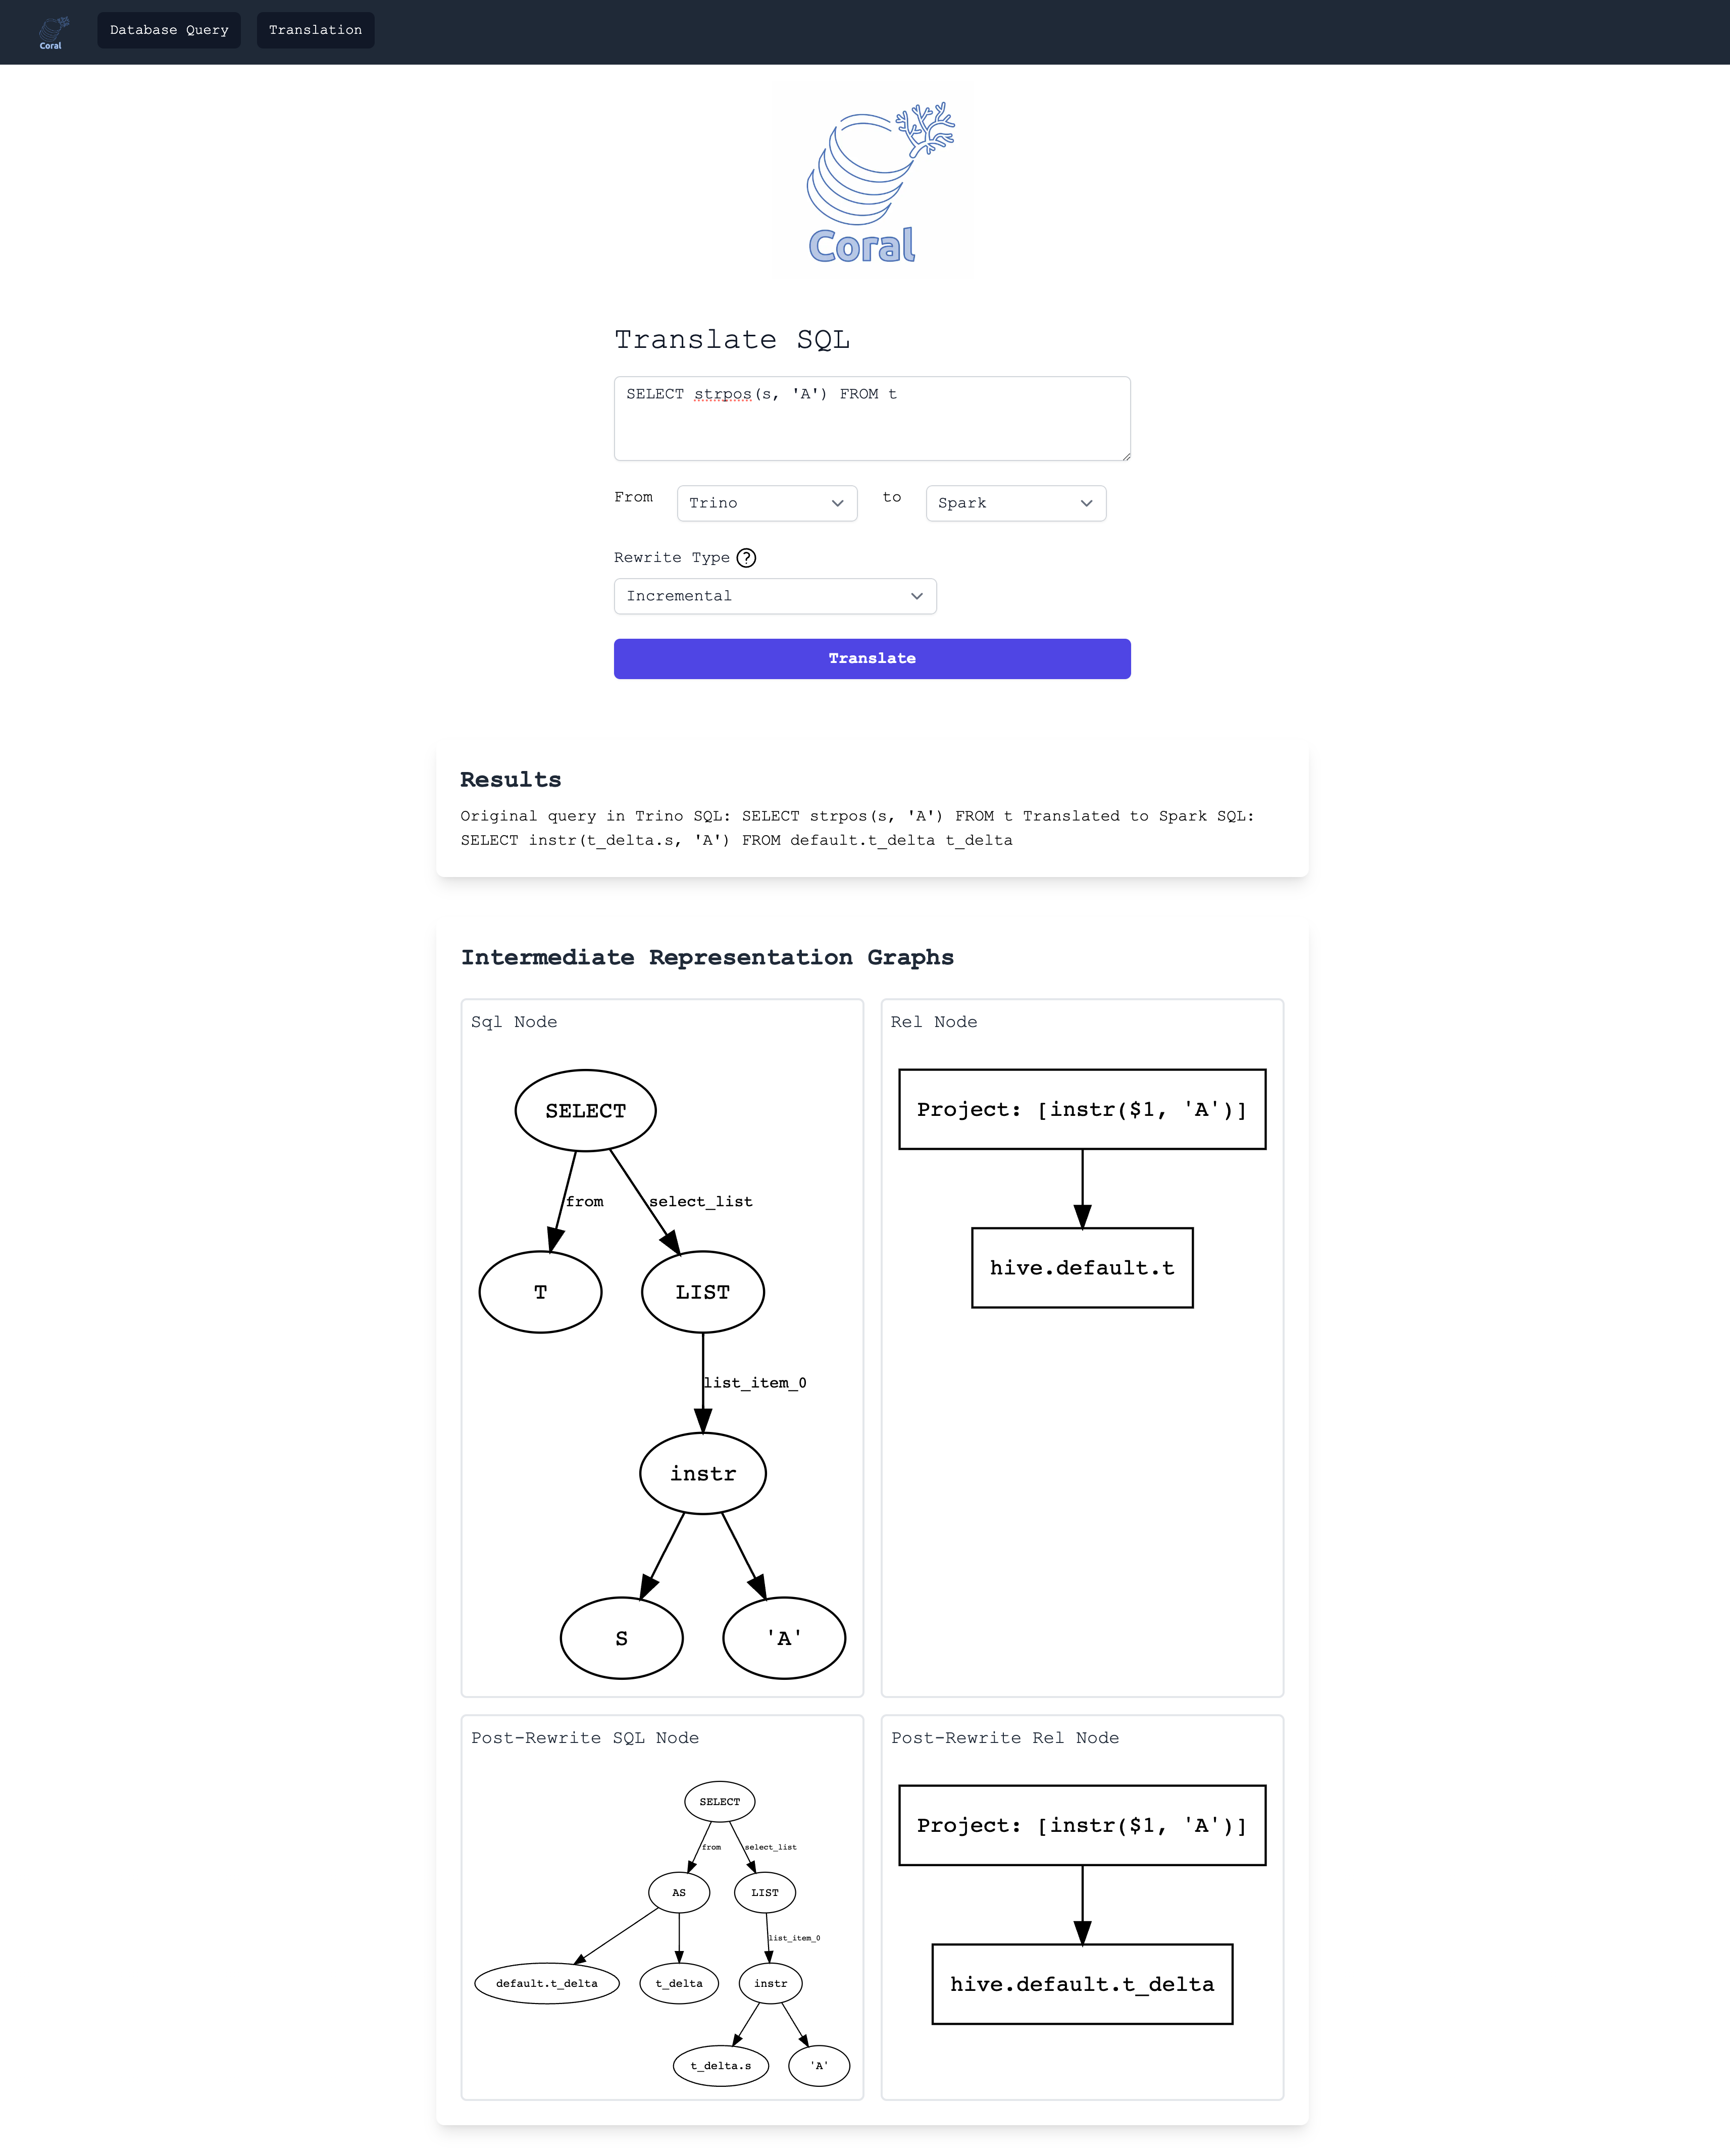 Coral
Database Query
Translation
Coral
Translate SQL
SELECT strpos(s, 'A') FROM t
From
Trino
to
Spark
Rewrite Type ?
Incremental
Translate
Results
Original query in Trino SQL: SELECT strpos(s, 'A') FROM t Translated to Spark SQL:
SELECT instr(t_delta.s, 'A') FROM default.t_delta t_delta
Intermediate Representation Graphs
Sql Node
SELECT
from
select_list
T
LIST
list_item_0
instr
S
'A'
Rel Node
Project: [instr($1, 'A')]
hive.default.t
Post-Rewrite SQL Node
SELECT
from
select_list
AS
LIST
list_item_0
default.t_delta
t_delta
instr
t_delta.s
'A'
Post-Rewrite Rel Node
Project: [instr($1, 'A')]
hive.default.t_delta